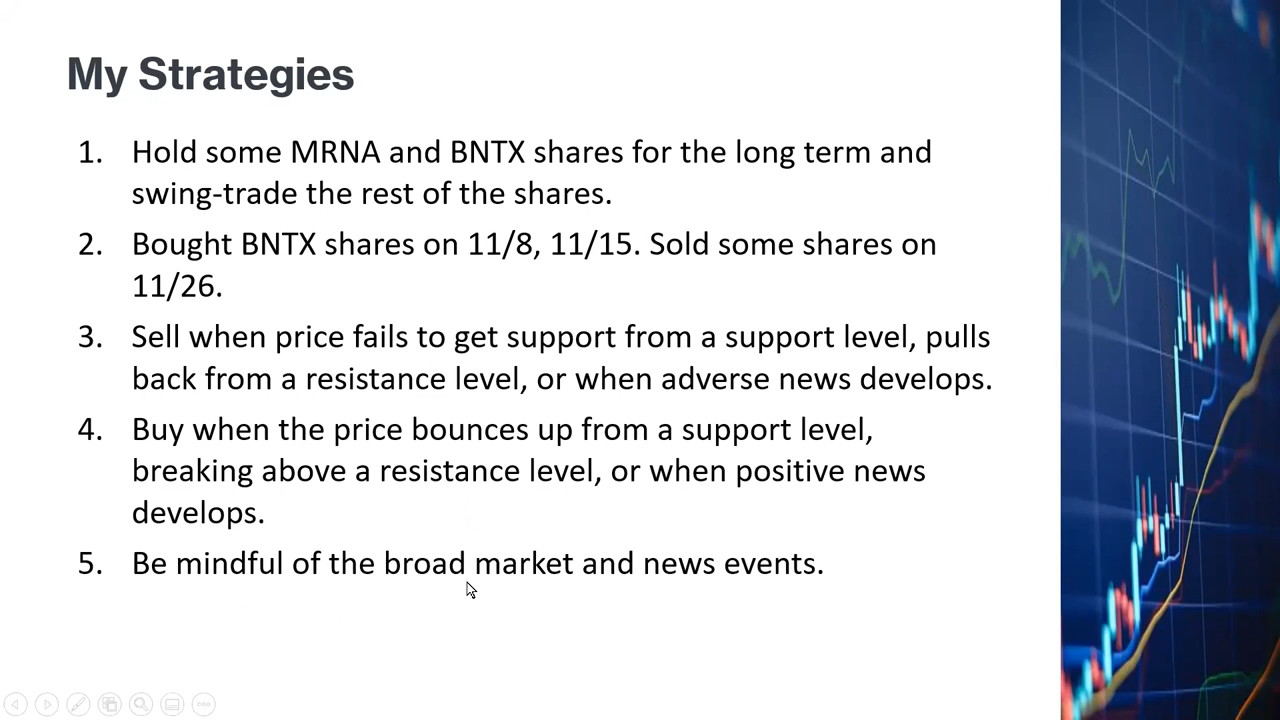 My Strategies
1. Hold some MRNA and BNTX shares for the long term and
swing-trade the rest of the shares.
2. Bought BNTX shares on 11/8, 11/15. Sold some shares on
11/26.
3. Sell when price fails to get support from a support level, pulls
back from a resistance level, or when adverse news develops.
4. Buy when the price bounces up from a support level,
breaking above a resistance level, or when positive news
develops.
5. Be mindful of the broad market and news events.